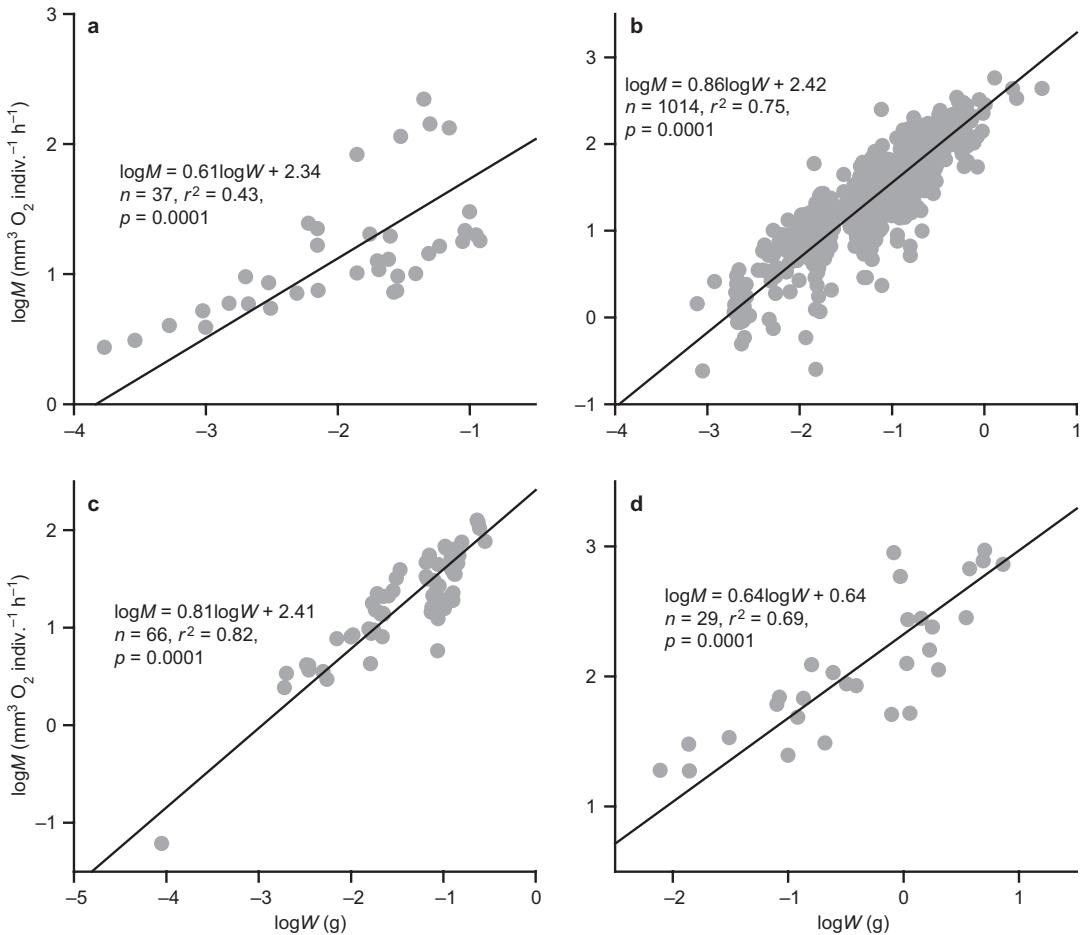 a
3
2
1
0
logM (mm³ O₂ indiv.⁻¹ h⁻¹)
logM = 0.61logW + 2.34
n = 37, r² = 0.43,
p = 0.0001
–4 –3 –2 –1
b
3
2
1
0
–1
logM = 0.86logW + 2.42
n = 1014, r² = 0.75,
p = 0.0001
–4 –3 –2 –1 0 1
c
2
1
0
–1
logM (mm³ O₂ indiv.⁻¹ h⁻¹)
logM = 0.81logW + 2.41
n = 66, r² = 0.82,
p = 0.0001
–5 –4 –3 –2 –1 0
logW (g)
d
3
2
1
logM = 0.64logW + 0.64
n = 29, r² = 0.69,
p = 0.0001
–2 –1 0 1
logW (g)